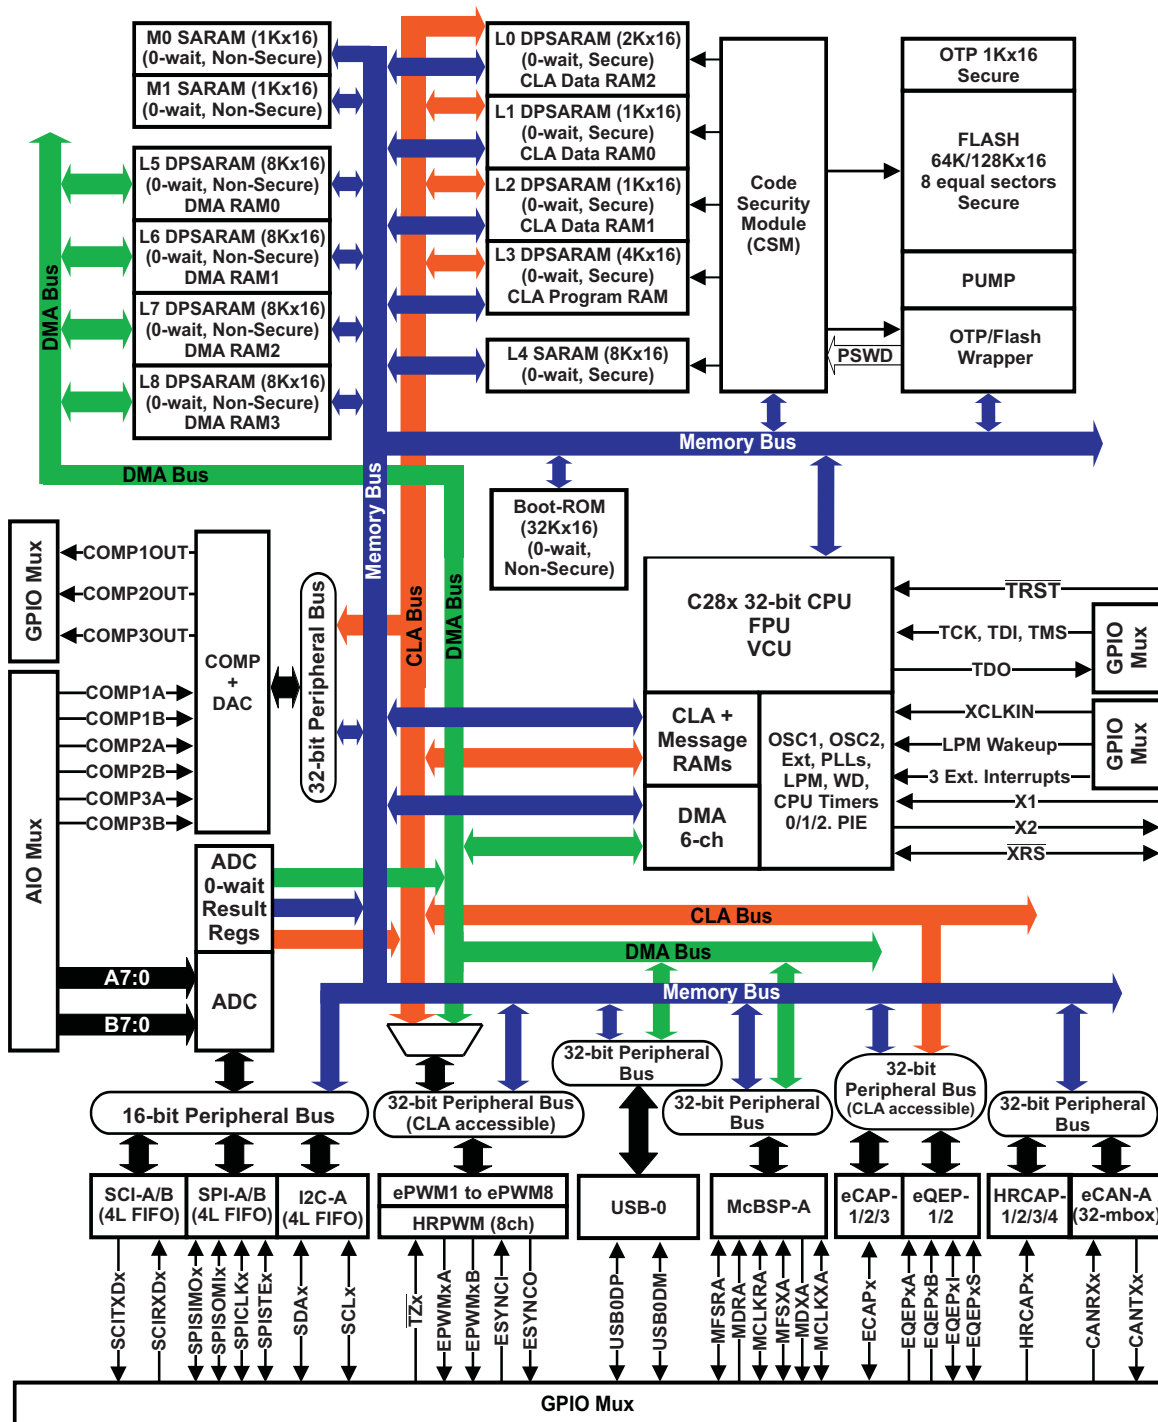 M0 SARAM (1Kx16)
(0-wait, Non-Secure)
M1 SARAM (1Kx16)
(0-wait, Non-Secure)
L5 DPSARAM (8Kx16)
(0-wait, Non-Secure)
DMA RAM0
L6 DPSARAM (8Kx16)
(0-wait, Non-Secure)
DMA RAM1
L7 DPSARAM (8Kx16)
(0-wait, Non-Secure)
DMA RAM2
L8 DPSARAM (8Kx16)
(0-wait, Non-Secure)
DMA RAM3
L0 DPSARAM (2Kx16)
(0-wait, Secure)
CLA Data RAM2
L1 DPSARAM (1Kx16)
(0-wait, Secure)
CLA Data RAM0
L2 DPSARAM (1Kx16)
(0-wait, Secure)
CLA Data RAM1
L3 DPSARAM (4Kx16)
(0-wait, Secure)
CLA Program RAM
L4 SARAM (8Kx16)
(0-wait, Secure)
Code
Security
Module
(CSM)
OTP 1Kx16
Secure
FLASH
64K/128Kx16
8 equal sectors
Secure
PUMP
OTP/Flash
Wrapper
PSWD
DMA Bus
Memory Bus
DMA Bus
Memory Bus
CLA Bus
DMA Bus
Boot-ROM
(32Kx16)
(0-wait,
Non-Secure)
GPIO Mux
COMP1OUT
COMP2OUT
COMP3OUT
COMP
+
DAC
32-bit Peripheral Bus
AIO Mux
COMP1A
COMP1B
COMP2A
COMP2B
COMP3A
COMP3B
C28x 32-bit CPU
FPU
VCU
CLA +
Message
RAMs
DMA
6-ch
OSC1, OSC2,
Ext, PLLs,
LPM, WD,
CPU Timers
0/1/2. PIE
TRST
TCK, TDI, TMS
TDO
GPIO
Mux
XCLKIN
LPM Wakeup
3 Ext. Interrupts
GPIO
Mux
X1
X2
XRS
ADC
0-wait
Result
Regs
ADC
A7:0
B7:0
CLA Bus
DMA Bus
Memory Bus
16-bit Peripheral Bus
32-bit Peripheral Bus
(CLA accessible)
32-bit Peripheral
Bus
32-bit Peripheral
Bus
32-bit
Peripheral Bus
(CLA accessible)
32-bit Peripheral
Bus
SCI-A/B
(4L FIFO)
SPI-A/B
(4L FIFO)
I2C-A
(4L FIFO)
ePWM1 to ePWM8
HRPWM (8ch)
USB-0
McBSP-A
eCAP-
1/2/3
eQEP-
1/2
HRCAP-
1/2/3/4
eCAN-A
(32-mbox)
SCITXDx
SCIRXDx
SPISIMOx
SPISOMIx
SPICLKx
SPISTEx
SDAx
SCLx
TZx
EPWMxA
EPWMxB
ESYNCI
ESYNCO
USB0DP
USB0DM
MFSRA
MDRA
MCLKRA
MFSXA
MDXA
MCLKXA
ECAPx
EQEPxA
EQEPxB
EQEPxI
EQEPxS
HRCAPx
CANRXx
CANTXx
GPIO Mux